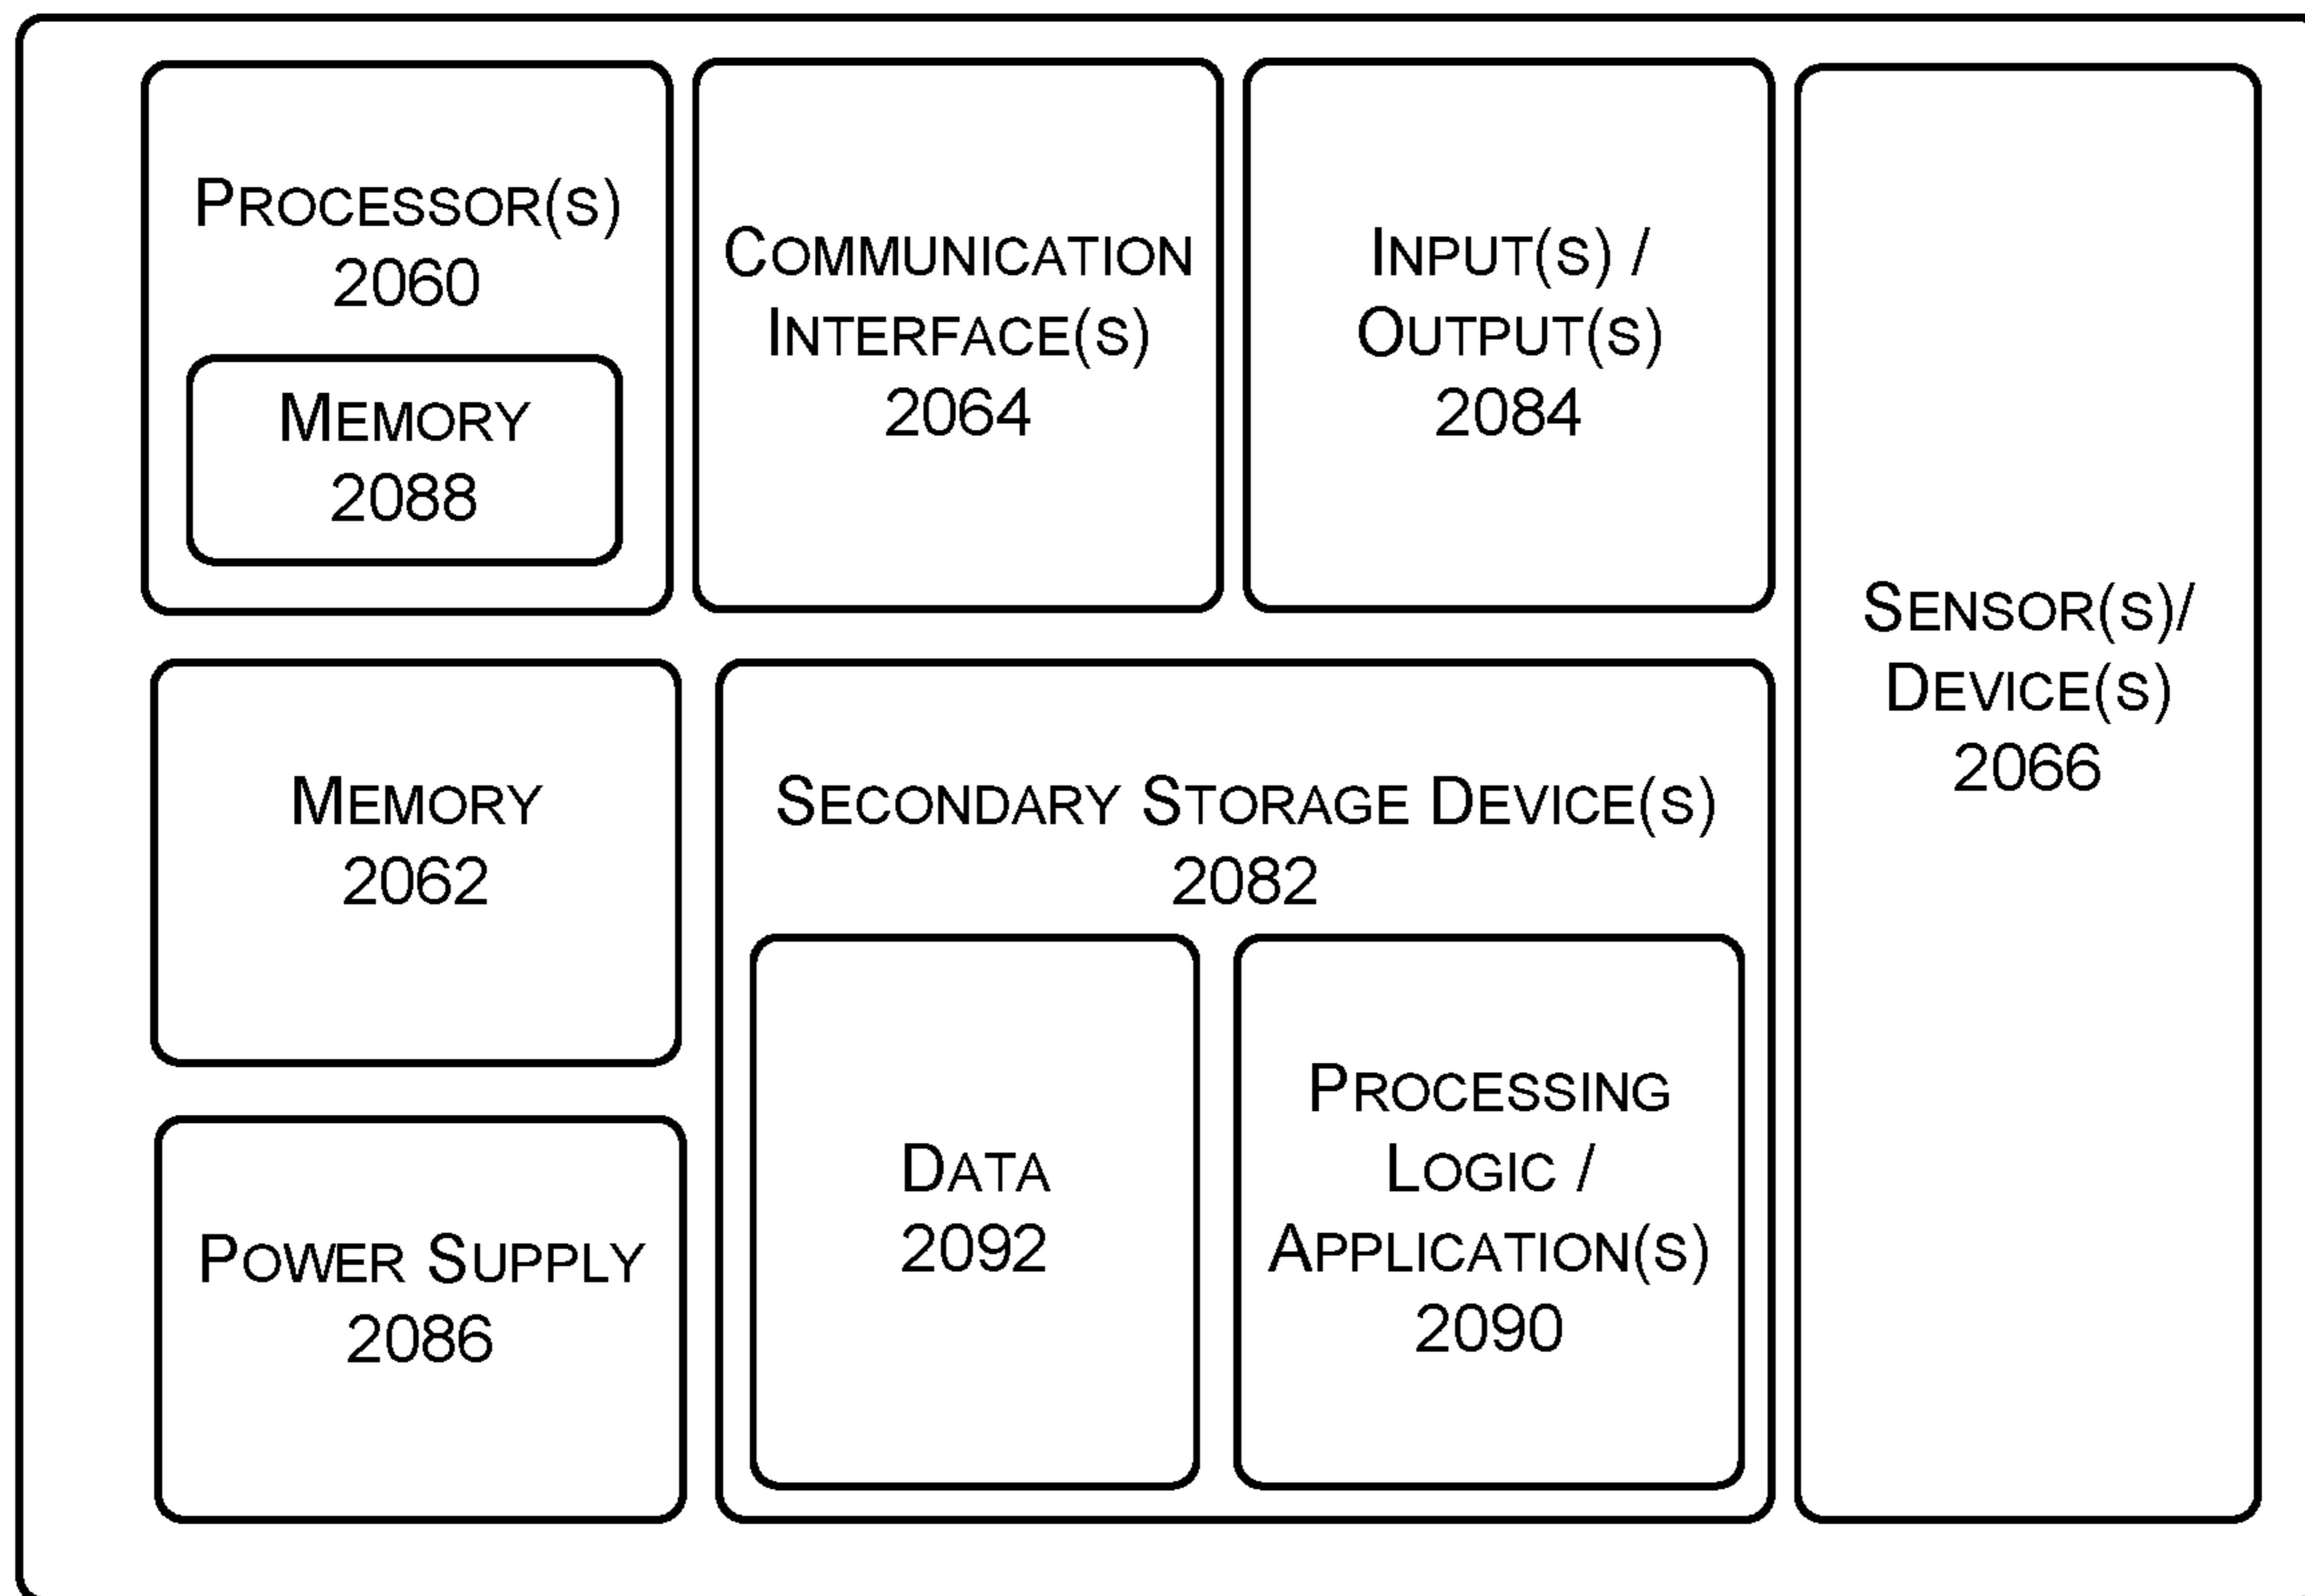 PROCESSOR(S)
2060
MEMORY
2088
COMMUNICATION
INTERFACE(S)
2064
INPUT(S) /
OUTPUT(S)
2084
SENSOR(S)/
DEVICE(S)
2066
MEMORY
2062
SECONDARY STORAGE DEVICE(S)
2082
DATA
2092
PROCESSING
LOGIC /
APPLICATION(S)
2090
POWER SUPPLY
2086